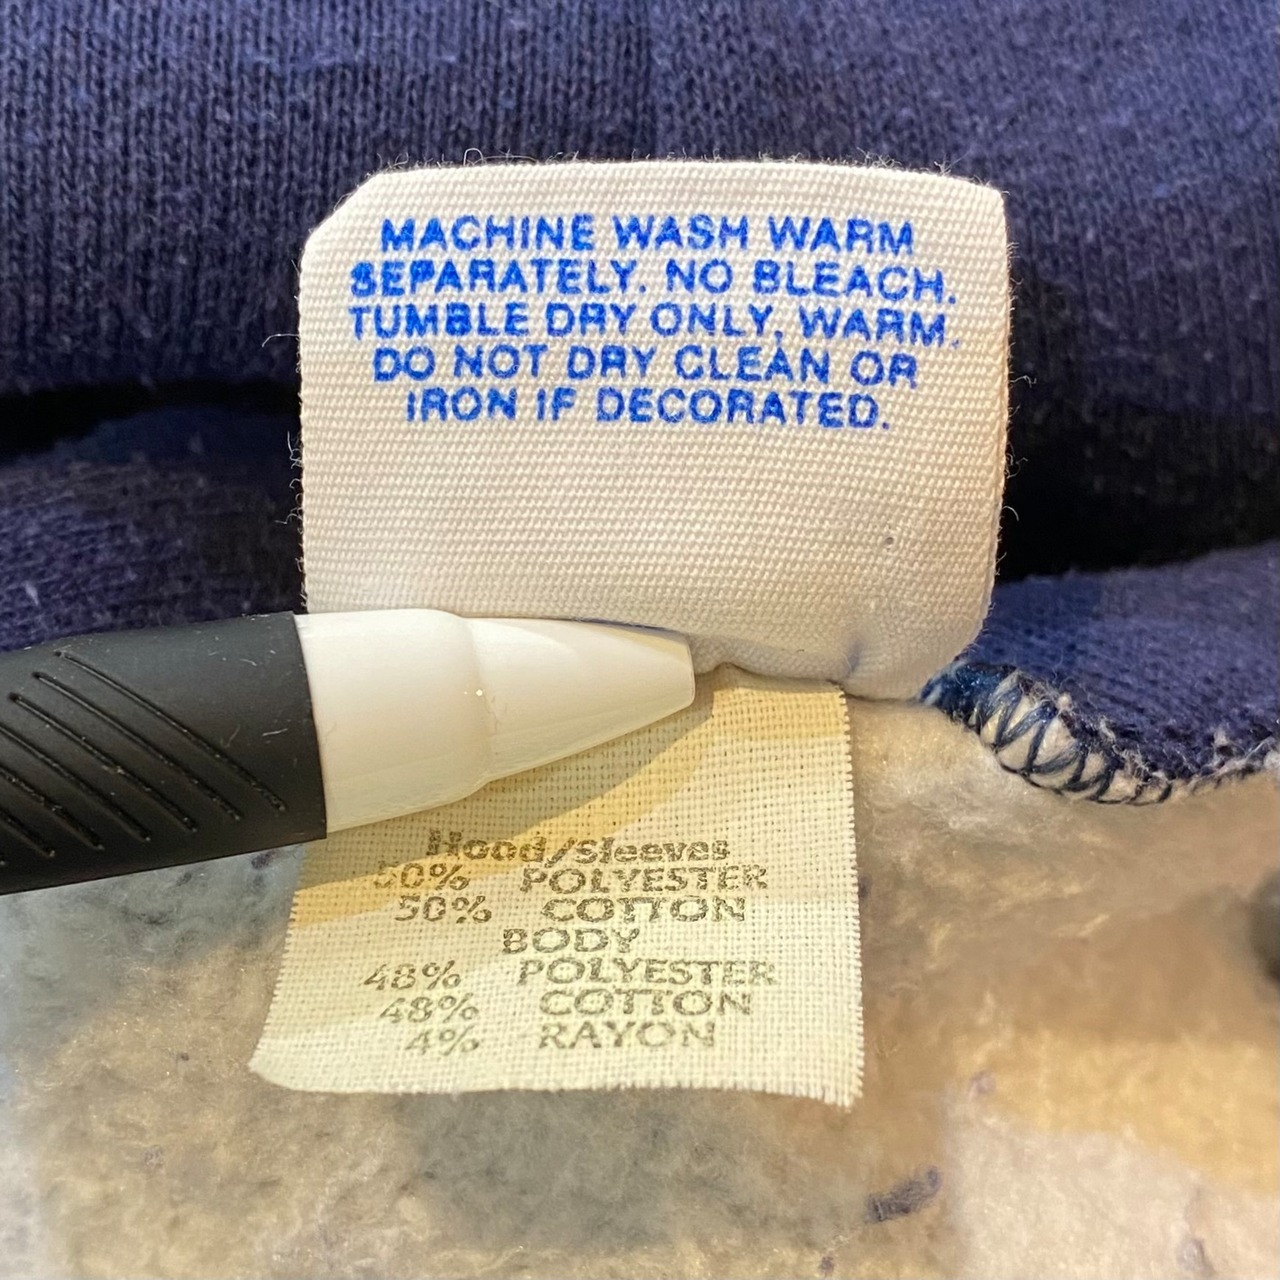 MACHINE WASH WARM
SEPARATELY. NO BLEACH.
TUMBLE DRY ONLY, WARM.
DO NOT DRY CLEAN OR
IRON IF DECORATED.
Hood/Sleeves
50% POLYESTER
50% COTTON
BODY
48% POLYESTER
48% COTTON
4% RAYON